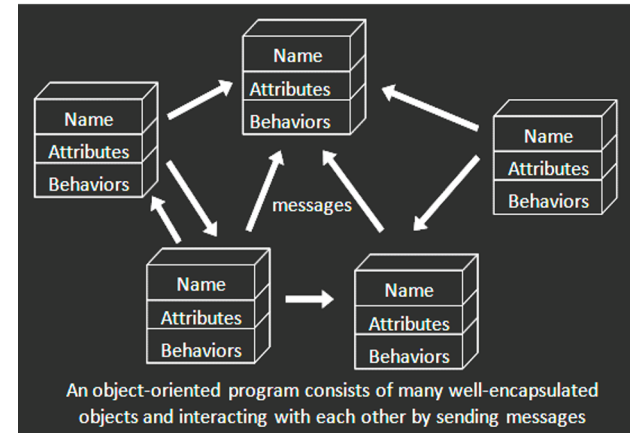 Name
Attributes
Behaviors
Name
Attributes
Behaviors
Name
Attributes
Behaviors
messages
Name
Attributes
Behaviors
Name
Attributes
Behaviors
An object-oriented program consists of many well-encapsulated
objects and interacting with each other by sending messages